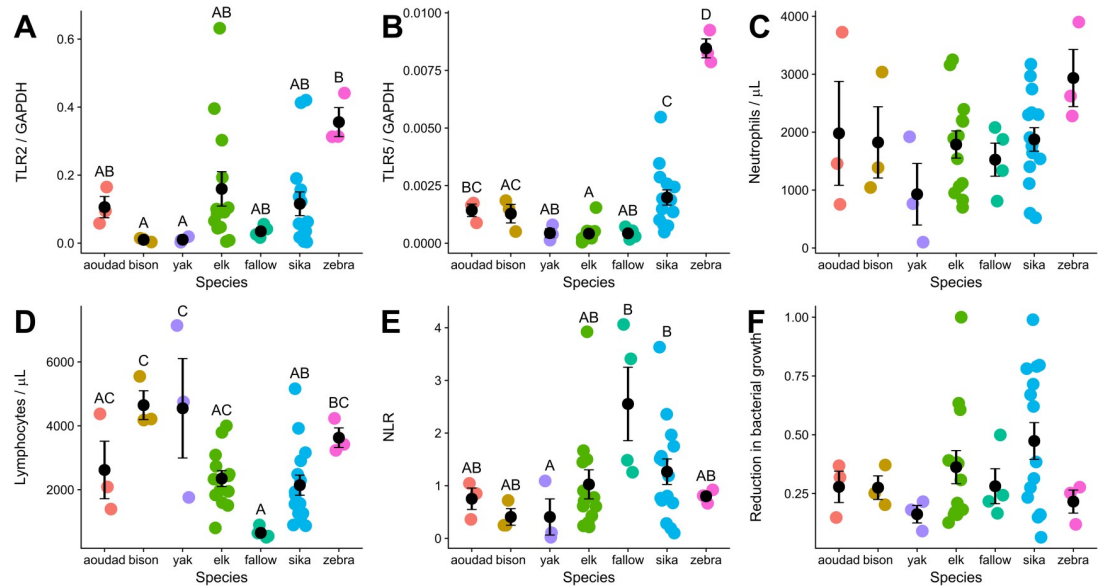 A
TLR2 / GAPDH
0.6
0.4
0.2
0.0
AB
A
A
AB
AB
AB
B
aoudad bison yak elk fallow sika zebra
Species
B
TLR5 / GAPDH
0.0100
0.0075
0.0050
0.0025
0.0000
BC
AC
AB
A
AB
C
D
aoudad bison yak elk fallow sika zebra
Species
C
Neutrophils / μL
4000
3000
2000
1000
0
aoudad bison yak elk fallow sika zebra
Species
D
Lymphocytes / μL
6000
4000
2000
AC
C
C
AC
A
AB
BC
aoudad bison yak elk fallow sika zebra
Species
E
NLR
4
3
2
1
0
AB
AB
A
AB
B
B
AB
aoudad bison yak elk fallow sika zebra
Species
F
Reduction in bacterial growth
1.00
0.75
0.50
0.25
aoudad bison yak elk fallow sika zebra
Species